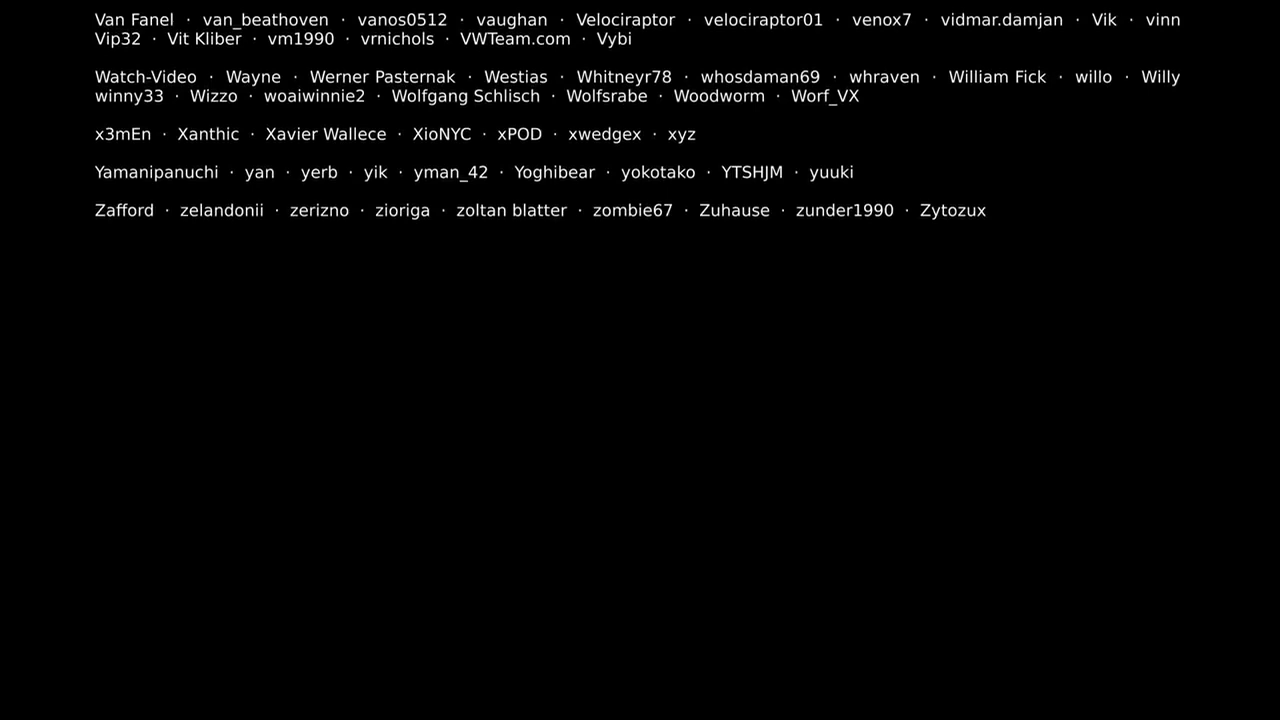 Van Fanel · van_beathoven · vanos0512 · vaughan · Velociraptor · velociraptor01 · venox7 · vidmar.damjan · Vik · vinn
Vip32 · Vit Kliber · vm1990 · vrnichols · VWTeam.com · Vybi
Watch-Video · Wayne · Werner Pasternak · Westias · Whitneyr78 · whosdaman69 · whraven · William Fick · willo · Willy
winny33 · Wizzo · woaiwinnie2 · Wolfgang Schlisch · Wolfsrabe · Woodworm · Worf_VX
x3mEn · Xanthic · Xavier Wallece · XioNYC · xPOD · xwedgex · xyz
Yamanipanuchi · yan · yerb · yik · yman_42 · Yoghibear · yokotako · YTSHJM · yuuki
Zafford · zelandonii · zerizno · zioriga · zoltan blatter · zombie67 · Zuhause · zunder1990 · Zytozux